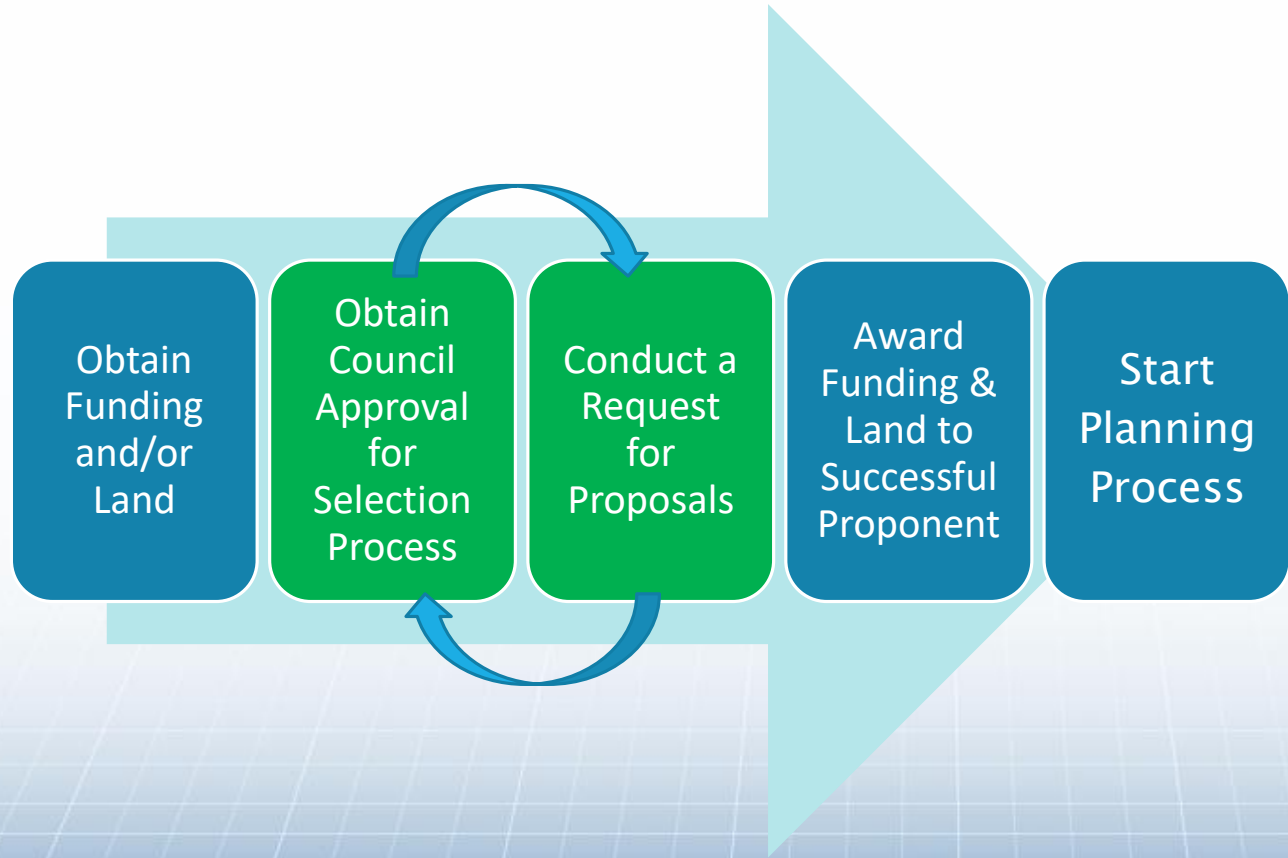 Obtain
Funding
and/or
Land
Obtain
Council
Approval
for
Selection
Process
Conduct a
Request
for
Proposals
Award
Funding &
Land to
Successful
Proponent
Start
Planning
Process